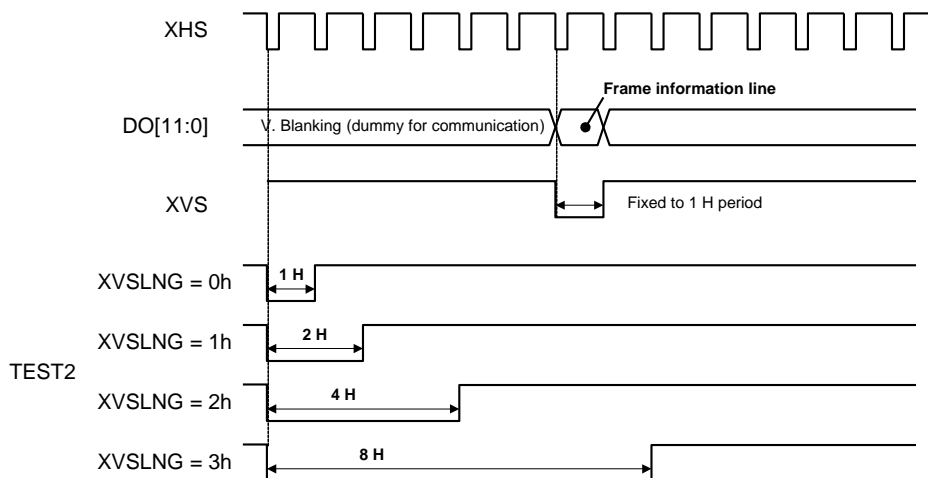 XHS
Frame information line
DO[11:0]
V. Blanking (dummy for communication)
XVS
Fixed to 1 H period
XVSLNG = 0h
1 H
XVSLNG = 1h
2 H
TEST2
XVSLNG = 2h
4 H
XVSLNG = 3h
8 H